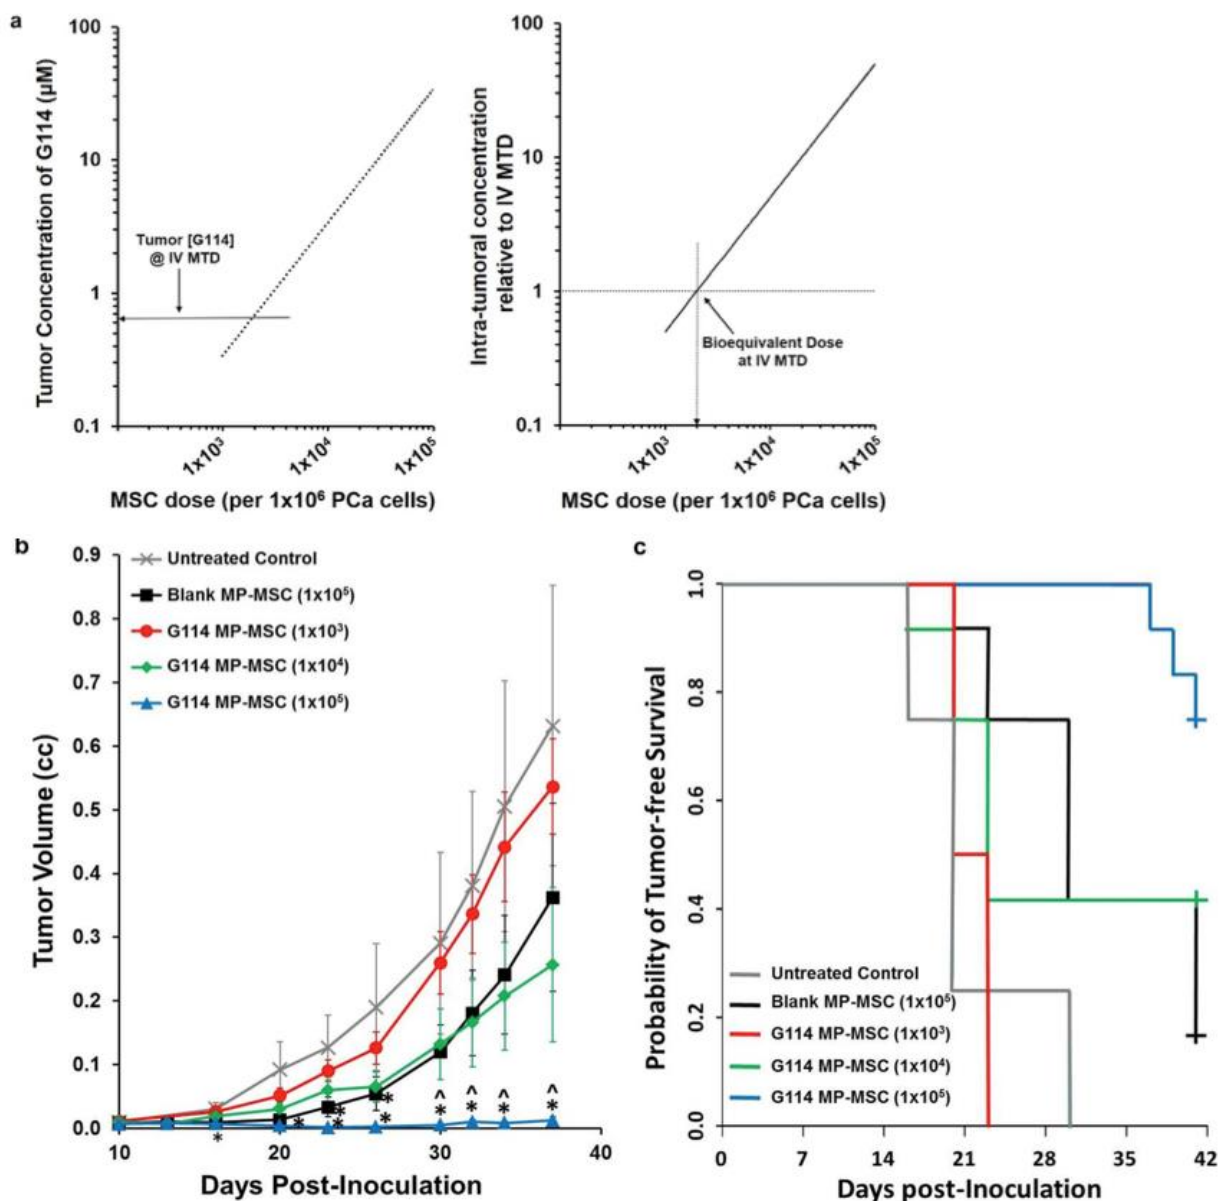 a
100
10
1
0.1
Tumor Concentration of G114 (µM)
Tumor [G114]
@ IV MTD
1x10³
1x10⁴
1x10⁵
MSC dose (per 1x10⁶ PCa cells)
100
10
1
0.1
Intra-tumoral concentration
relative to IV MTD
Bioequivalent Dose
at IV MTD
1x10³
1x10⁴
1x10⁵
MSC dose (per 1x10⁶ PCa cells)
b
0.9
0.8
0.7
0.6
0.5
0.4
0.3
0.2
0.1
0.0
Tumor Volume (cc)
Untreated Control
Blank MP-MSC (1x10⁵)
G114 MP-MSC (1x10³)
G114 MP-MSC (1x10⁴)
G114 MP-MSC (1x10⁵)
^ ^ ^ ^
* * * * * * * * * *
10 20 30 40
Days Post-Inoculation
c
1.0
0.8
0.6
0.4
0.2
0.0
Probability of Tumor-free Survival
Untreated Control
Blank MP-MSC (1x10⁵)
G114 MP-MSC (1x10³)
G114 MP-MSC (1x10⁴)
G114 MP-MSC (1x10⁵)
0 7 14 21 28 35 42
Days post-Inoculation